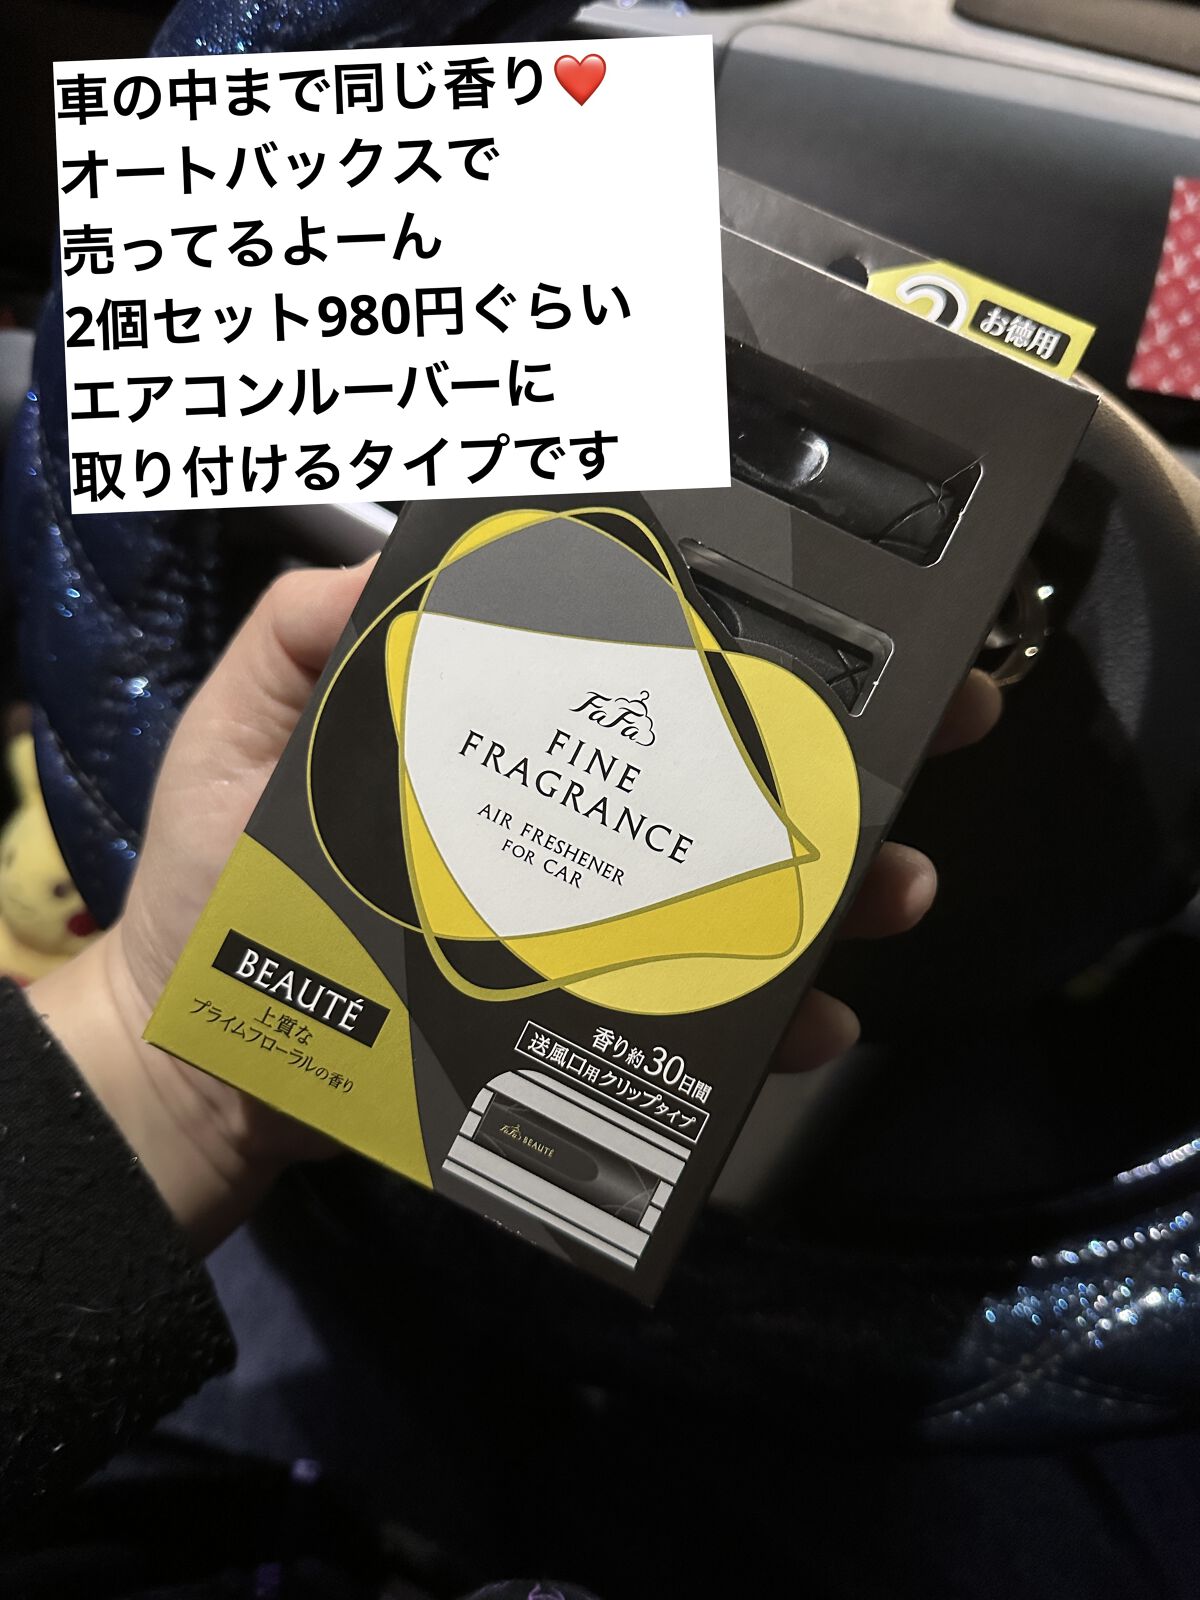 車の中まで同じ香り❤️
オートバックスで
売ってるよーん
2個セット980円ぐらい
エアコンルーバーに
取り付けるタイプです
2
お徳用
FaFa
FINE
FRAGRANCE
AIR FRESHENER
FOR CAR
BEAUTÉ
上質な
プライムフローラルの香り
香り約30日間
送風口用クリップタイプ
FaFa BEAUTÉ